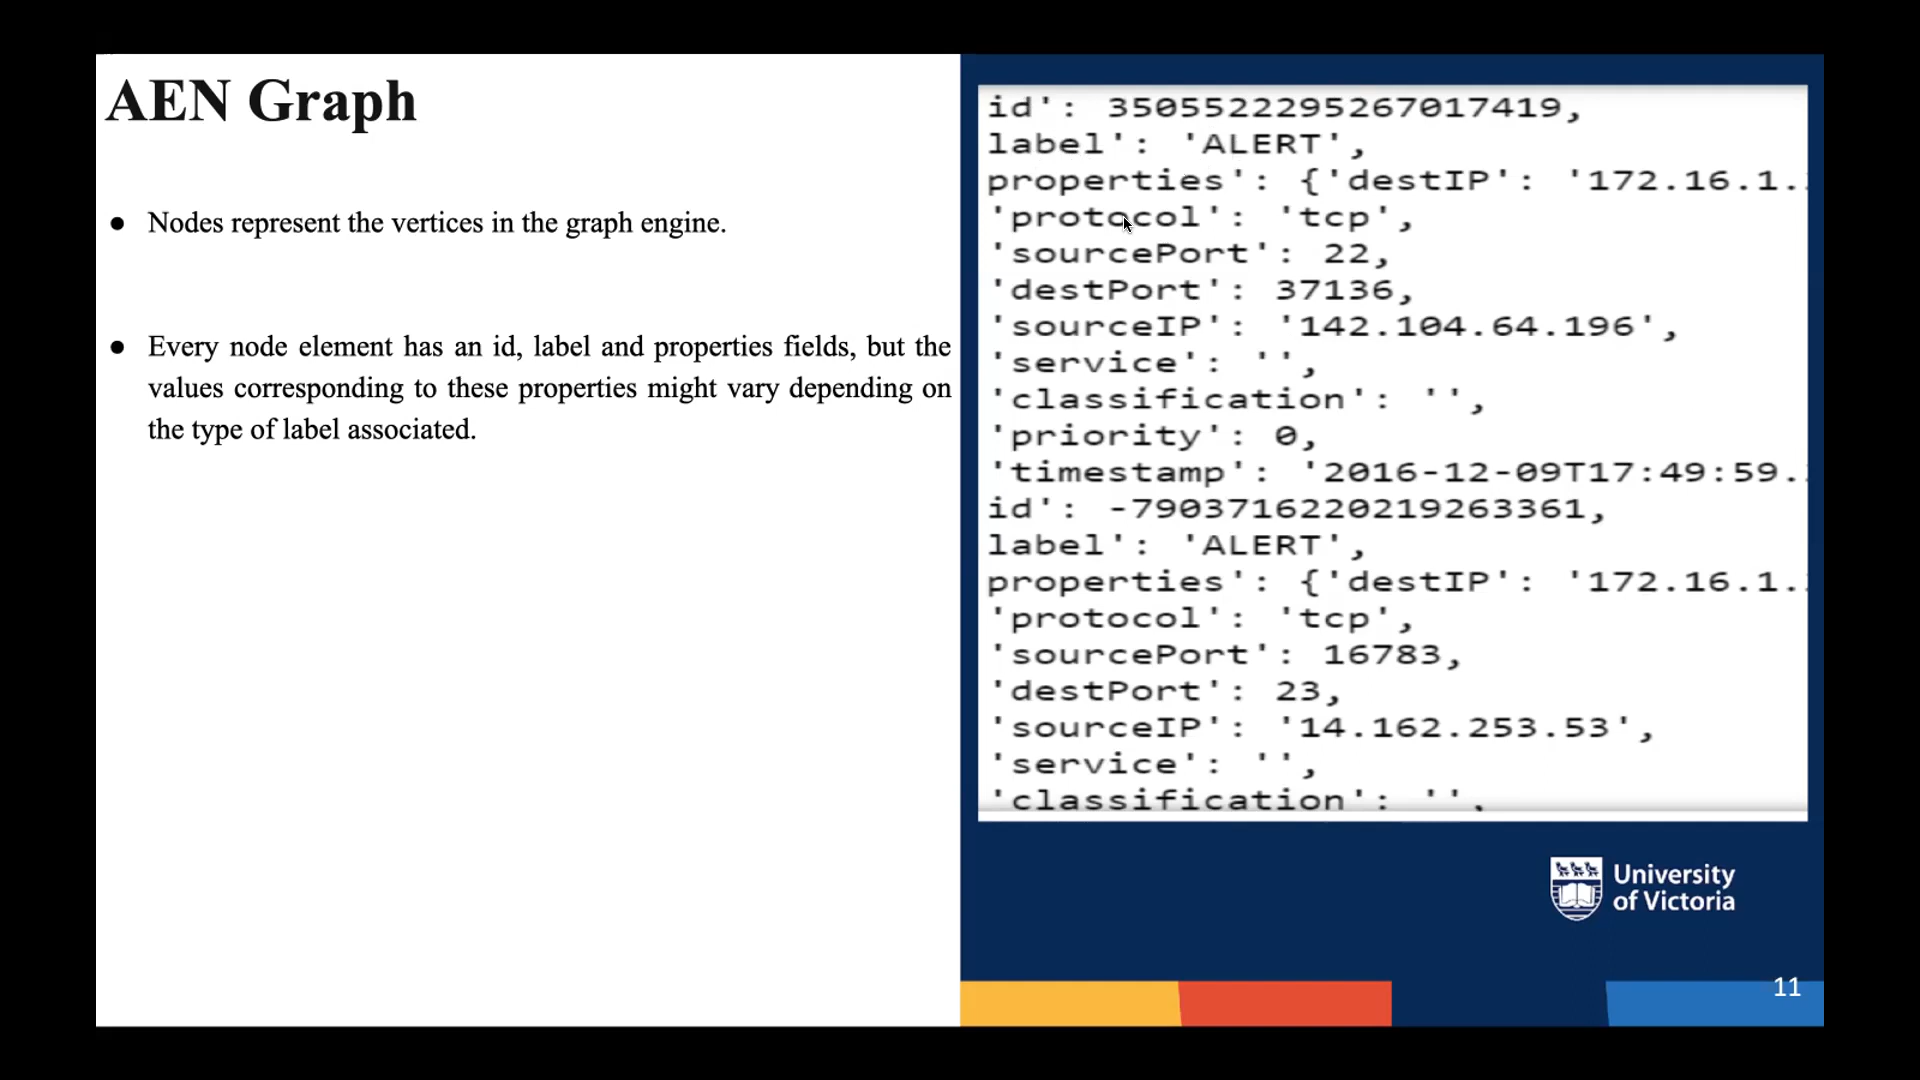 AEN Graph
● Nodes represent the vertices in the graph engine.
● Every node element has an id, label and properties fields, but the
values corresponding to these properties might vary depending on
the type of label associated.
id': 3505522295267017419,
label': 'ALERT',
properties': {'destIP': '172.16.1.
'protocol': 'tcp',
'sourcePort': 22,
'destPort': 37136,
'sourceIP': '142.104.64.196',
'service': '',
'classification': '',
'priority': 0,
'timestamp': '2016-12-09T17:49:59.
id': -7903716220219263361,
label': 'ALERT',
properties': {'destIP': '172.16.1.
'protocol': 'tcp',
'sourcePort': 16783,
'destPort': 23,
'sourceIP': '14.162.253.53',
'service': '',
'classification': '',
University
of Victoria
11